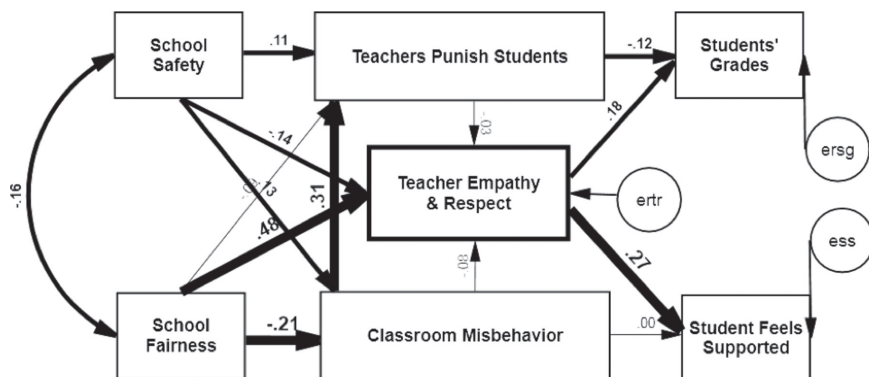 School
Safety
.11
Teachers Punish Students
-.12
Students'
Grades
-.03
.18
-.14
.13
-.16
.31
Teacher Empathy
& Respect
ertr
ersg
.48
-.08
.27
ess
School
Fairness
-.21
Classroom Misbehavior
.00
Student Feels
Supported